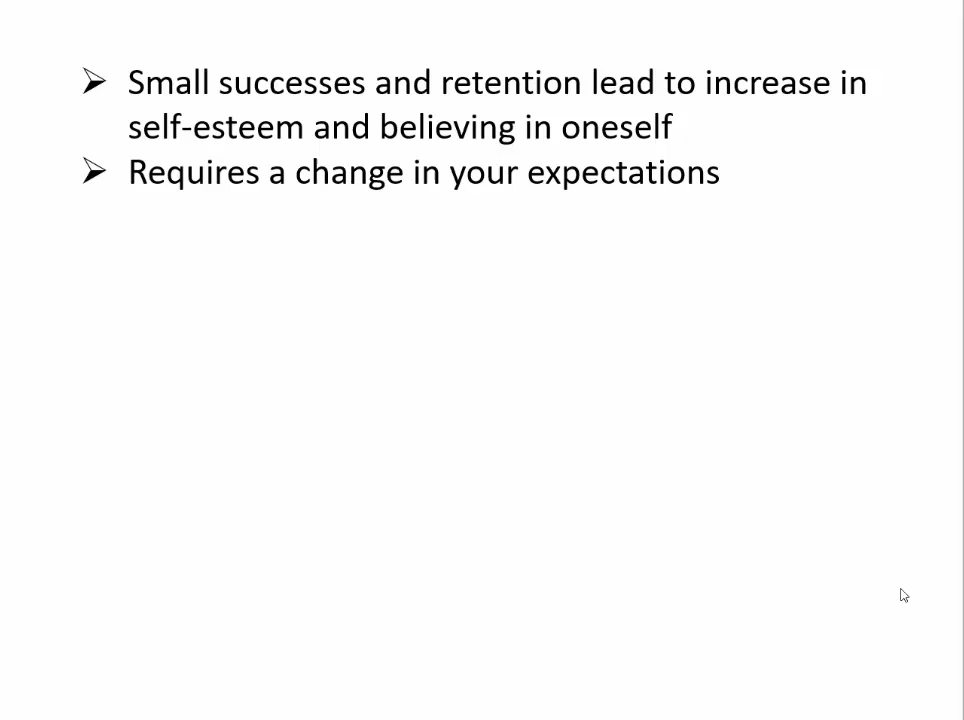 ➢ Small successes and retention lead to increase in
self-esteem and believing in oneself
➢ Requires a change in your expectations